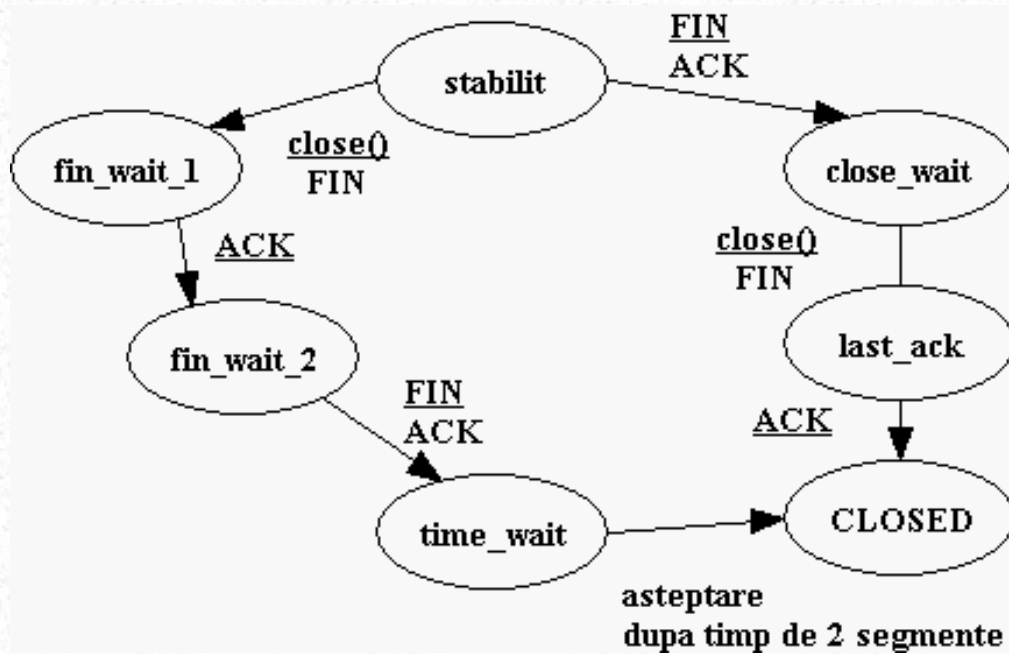 FIN
ACK
stabilit
close()
FIN
fin_wait_1
close_wait
ACK
close()
FIN
fin_wait_2
last_ack
FIN
ACK
ACK
time_wait
CLOSED
asteptare
dupa timp de 2 segmente